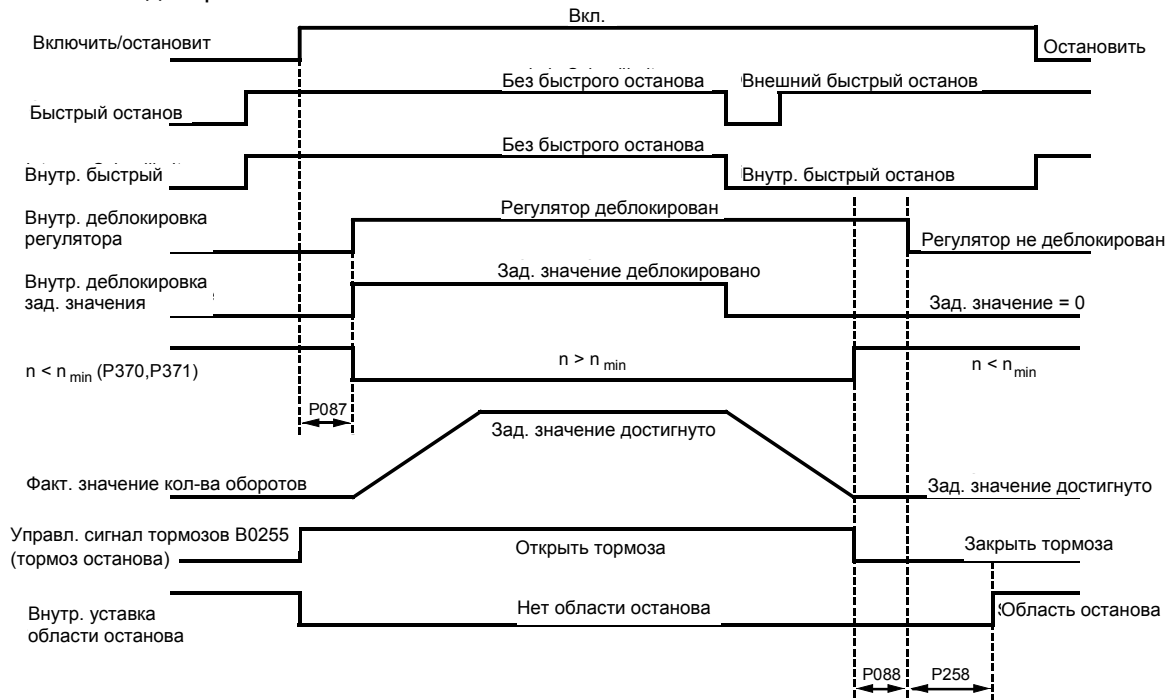 Вкл.
Включить/остановит
Остановить
Без быстрого останова
Внешний быстрый останов
Быстрый останов
Без быстрого останова
Внутр. быстрый
Внутр. быстрый останов
Внутр. деблокировка
регулятора
Регулятор деблокирован
Регулятор не деблокирован
Внутр. деблокировка
зад. значения
Зад. значение деблокировано
Зад. значение = 0
n < n min (P370,P371)
n > n min
n < n min
P087
Зад. значение достигнуто
Факт. значение кол-ва оборотов
Зад. значение достигнуто
Управл. сигнал тормозов B0255
(тормоз останова)
Открыть тормоза
Закрыть тормоза
Внутр. уставка
области останова
Нет области останова
Область останова
P088
P258